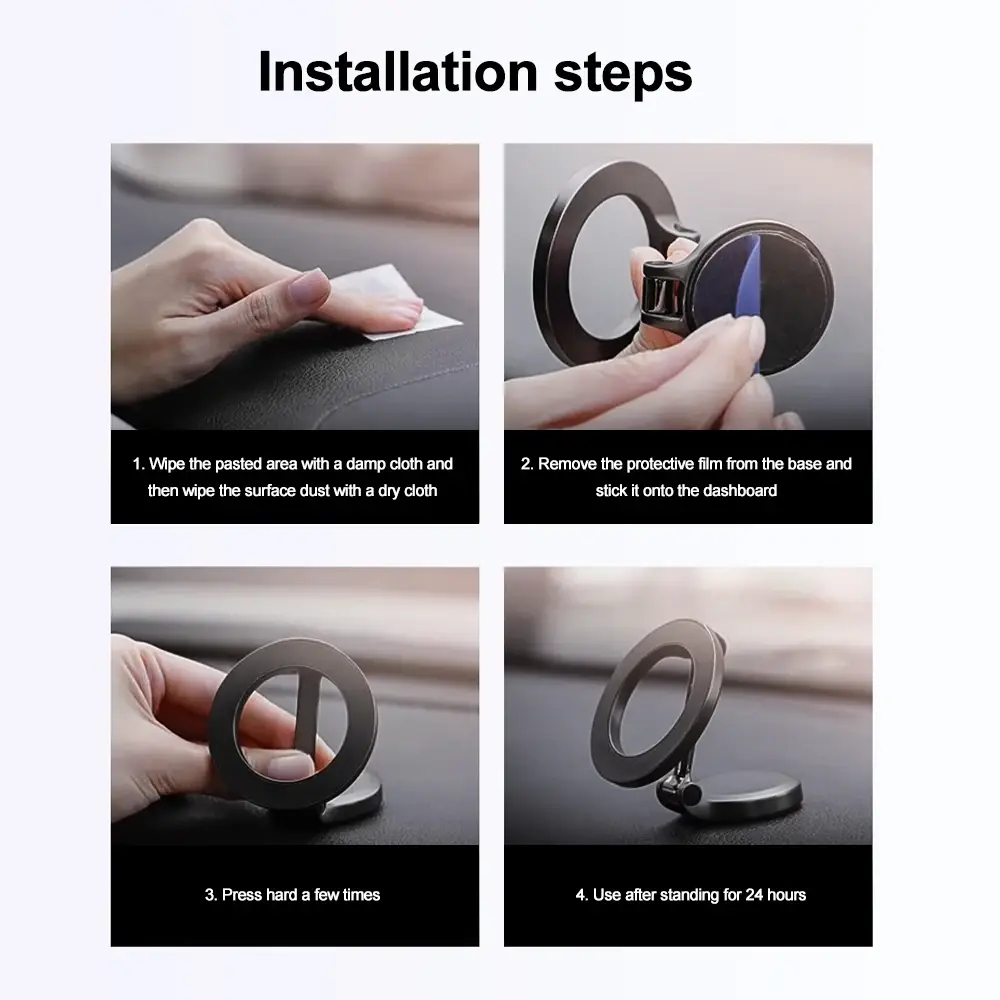 Installation steps
1. Wipe the pasted area with a damp cloth and
then wipe the surface dust with a dry cloth
2. Remove the protective film from the base and
stick it onto the dashboard
3. Press hard a few times
4. Use after standing for 24 hours